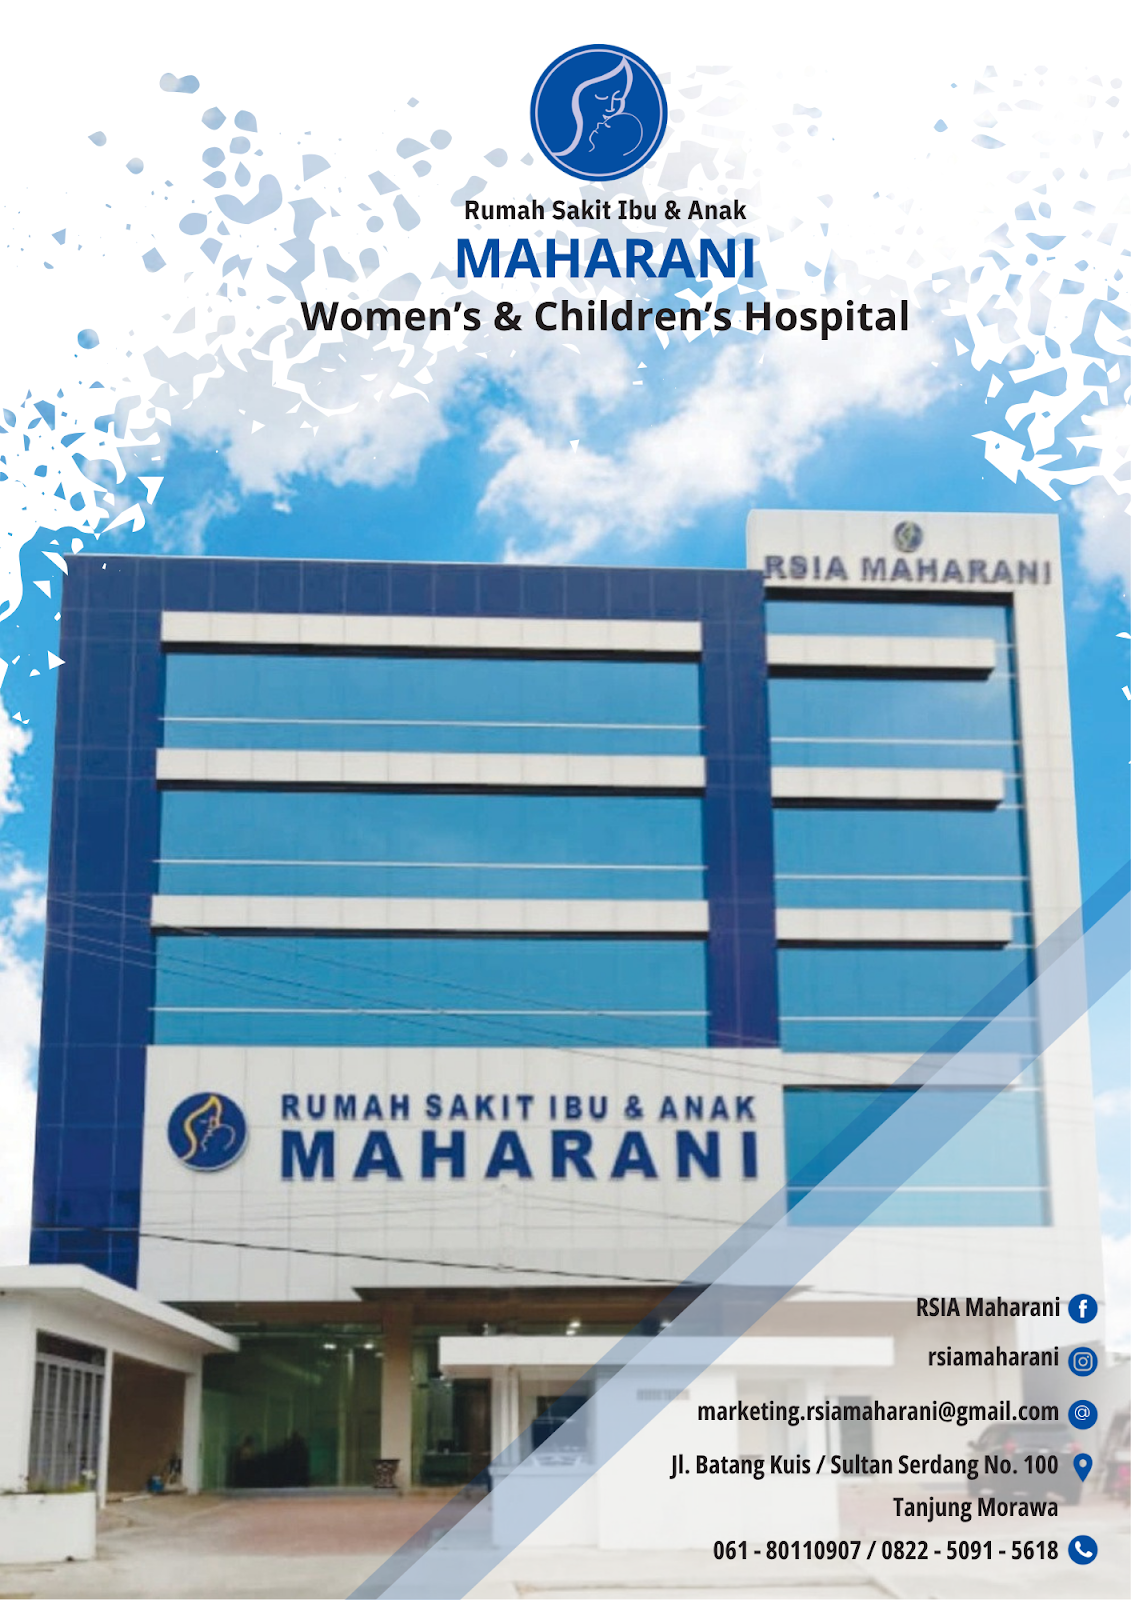 Rumah Sakit Ibu & Anak
MAHARANI
Women’s & Children’s Hospital
RSIA MAHARANI
RUMAH SAKIT IBU & ANAK
MAHARANI
RSIA Maharani
rsiamaharani
marketing.rsiamaharani@gmail.com
Jl. Batang Kuis / Sultan Serdang No. 100
Tanjung Morawa
061 - 80110907 / 0822 - 5091 - 5618